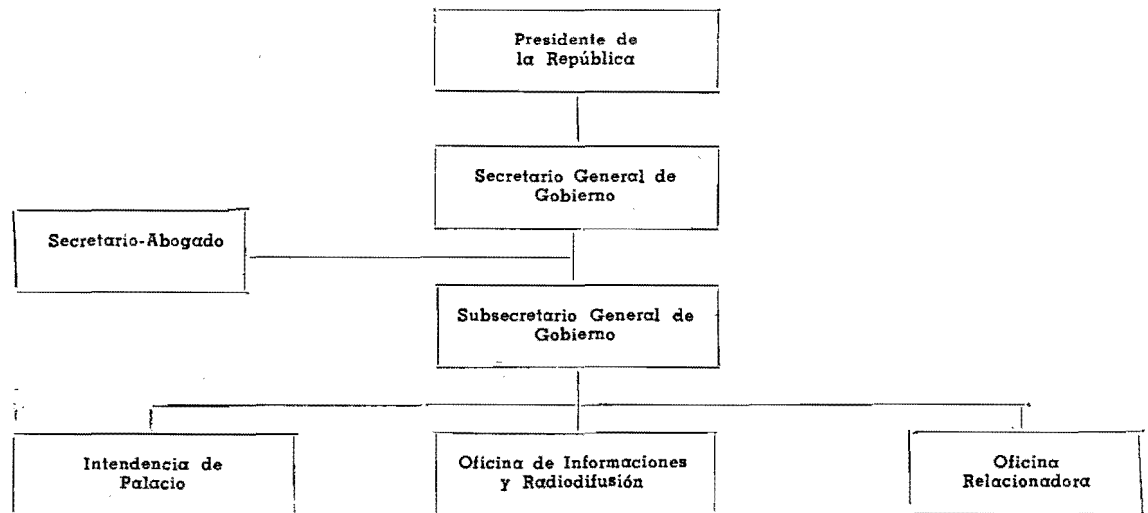 Presidente de
la República
Secretario General de
Gobierno
Secretario-Abogado
Subsecretario General de
Gobierno
Intendencia de
Palacio
Oficina de Informaciones
y Radiodifusión
Oficina
Relacionadora